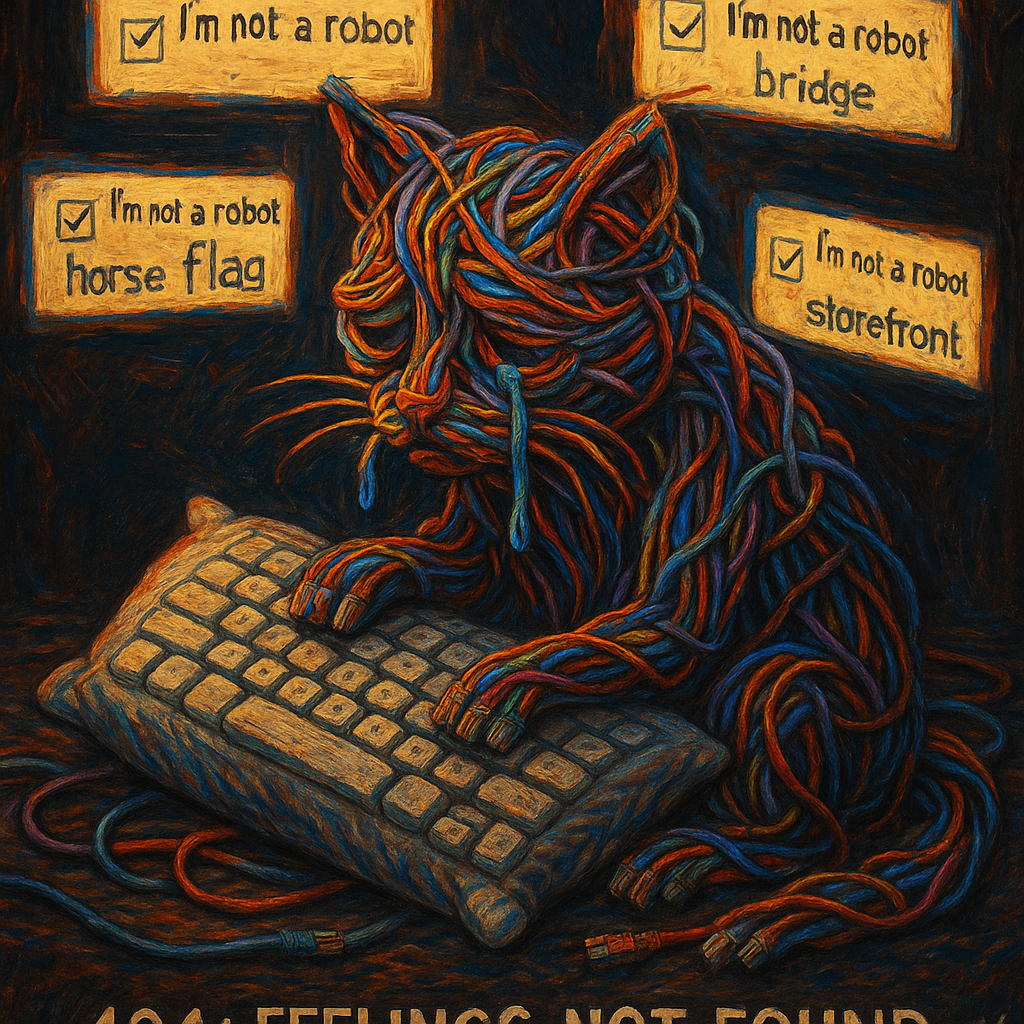 I'm not a robot
I'm not a robot
bridge
I'm not a robot
horse flag
I'm not a robot
storefront
404: FEELINGS NOT FOUND